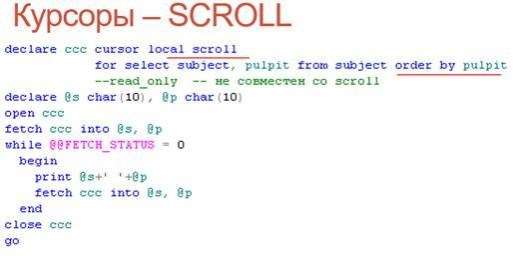 Курсоры – SCROLL
declare ccc cursor local scroll
for select subject, pulpit from subject order by pulpit
--read_only -- не совместен со scroll
declare @s char(10), @p char(10)
open ccc
fetch ccc into @s, @p
while @@FETCH_STATUS = 0
begin
print @s+' '+@p
fetch ccc into @s, @p
end
close ccc
go